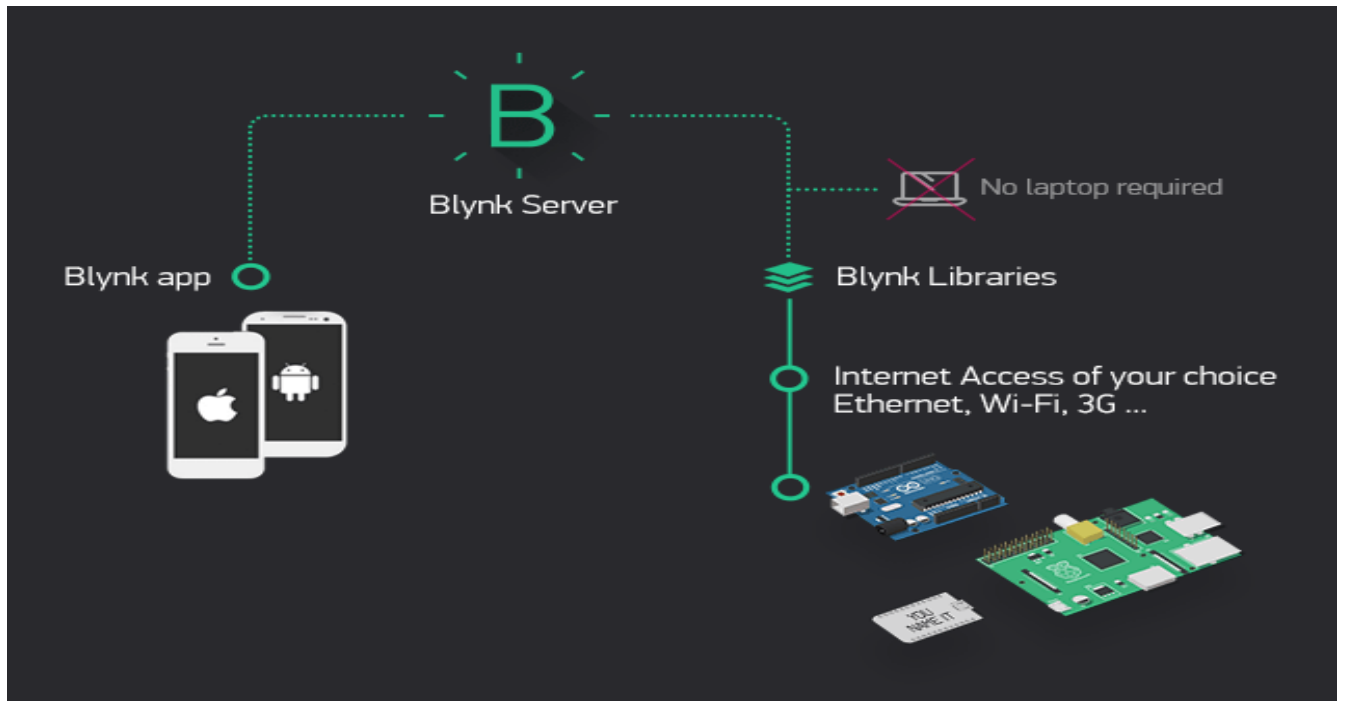 B
Blynk Server
No laptop required
Blynk app
Blynk Libraries
Internet Access of your choice
Ethernet, Wi-Fi, 3G ...
UNO
YOU
NAME IT